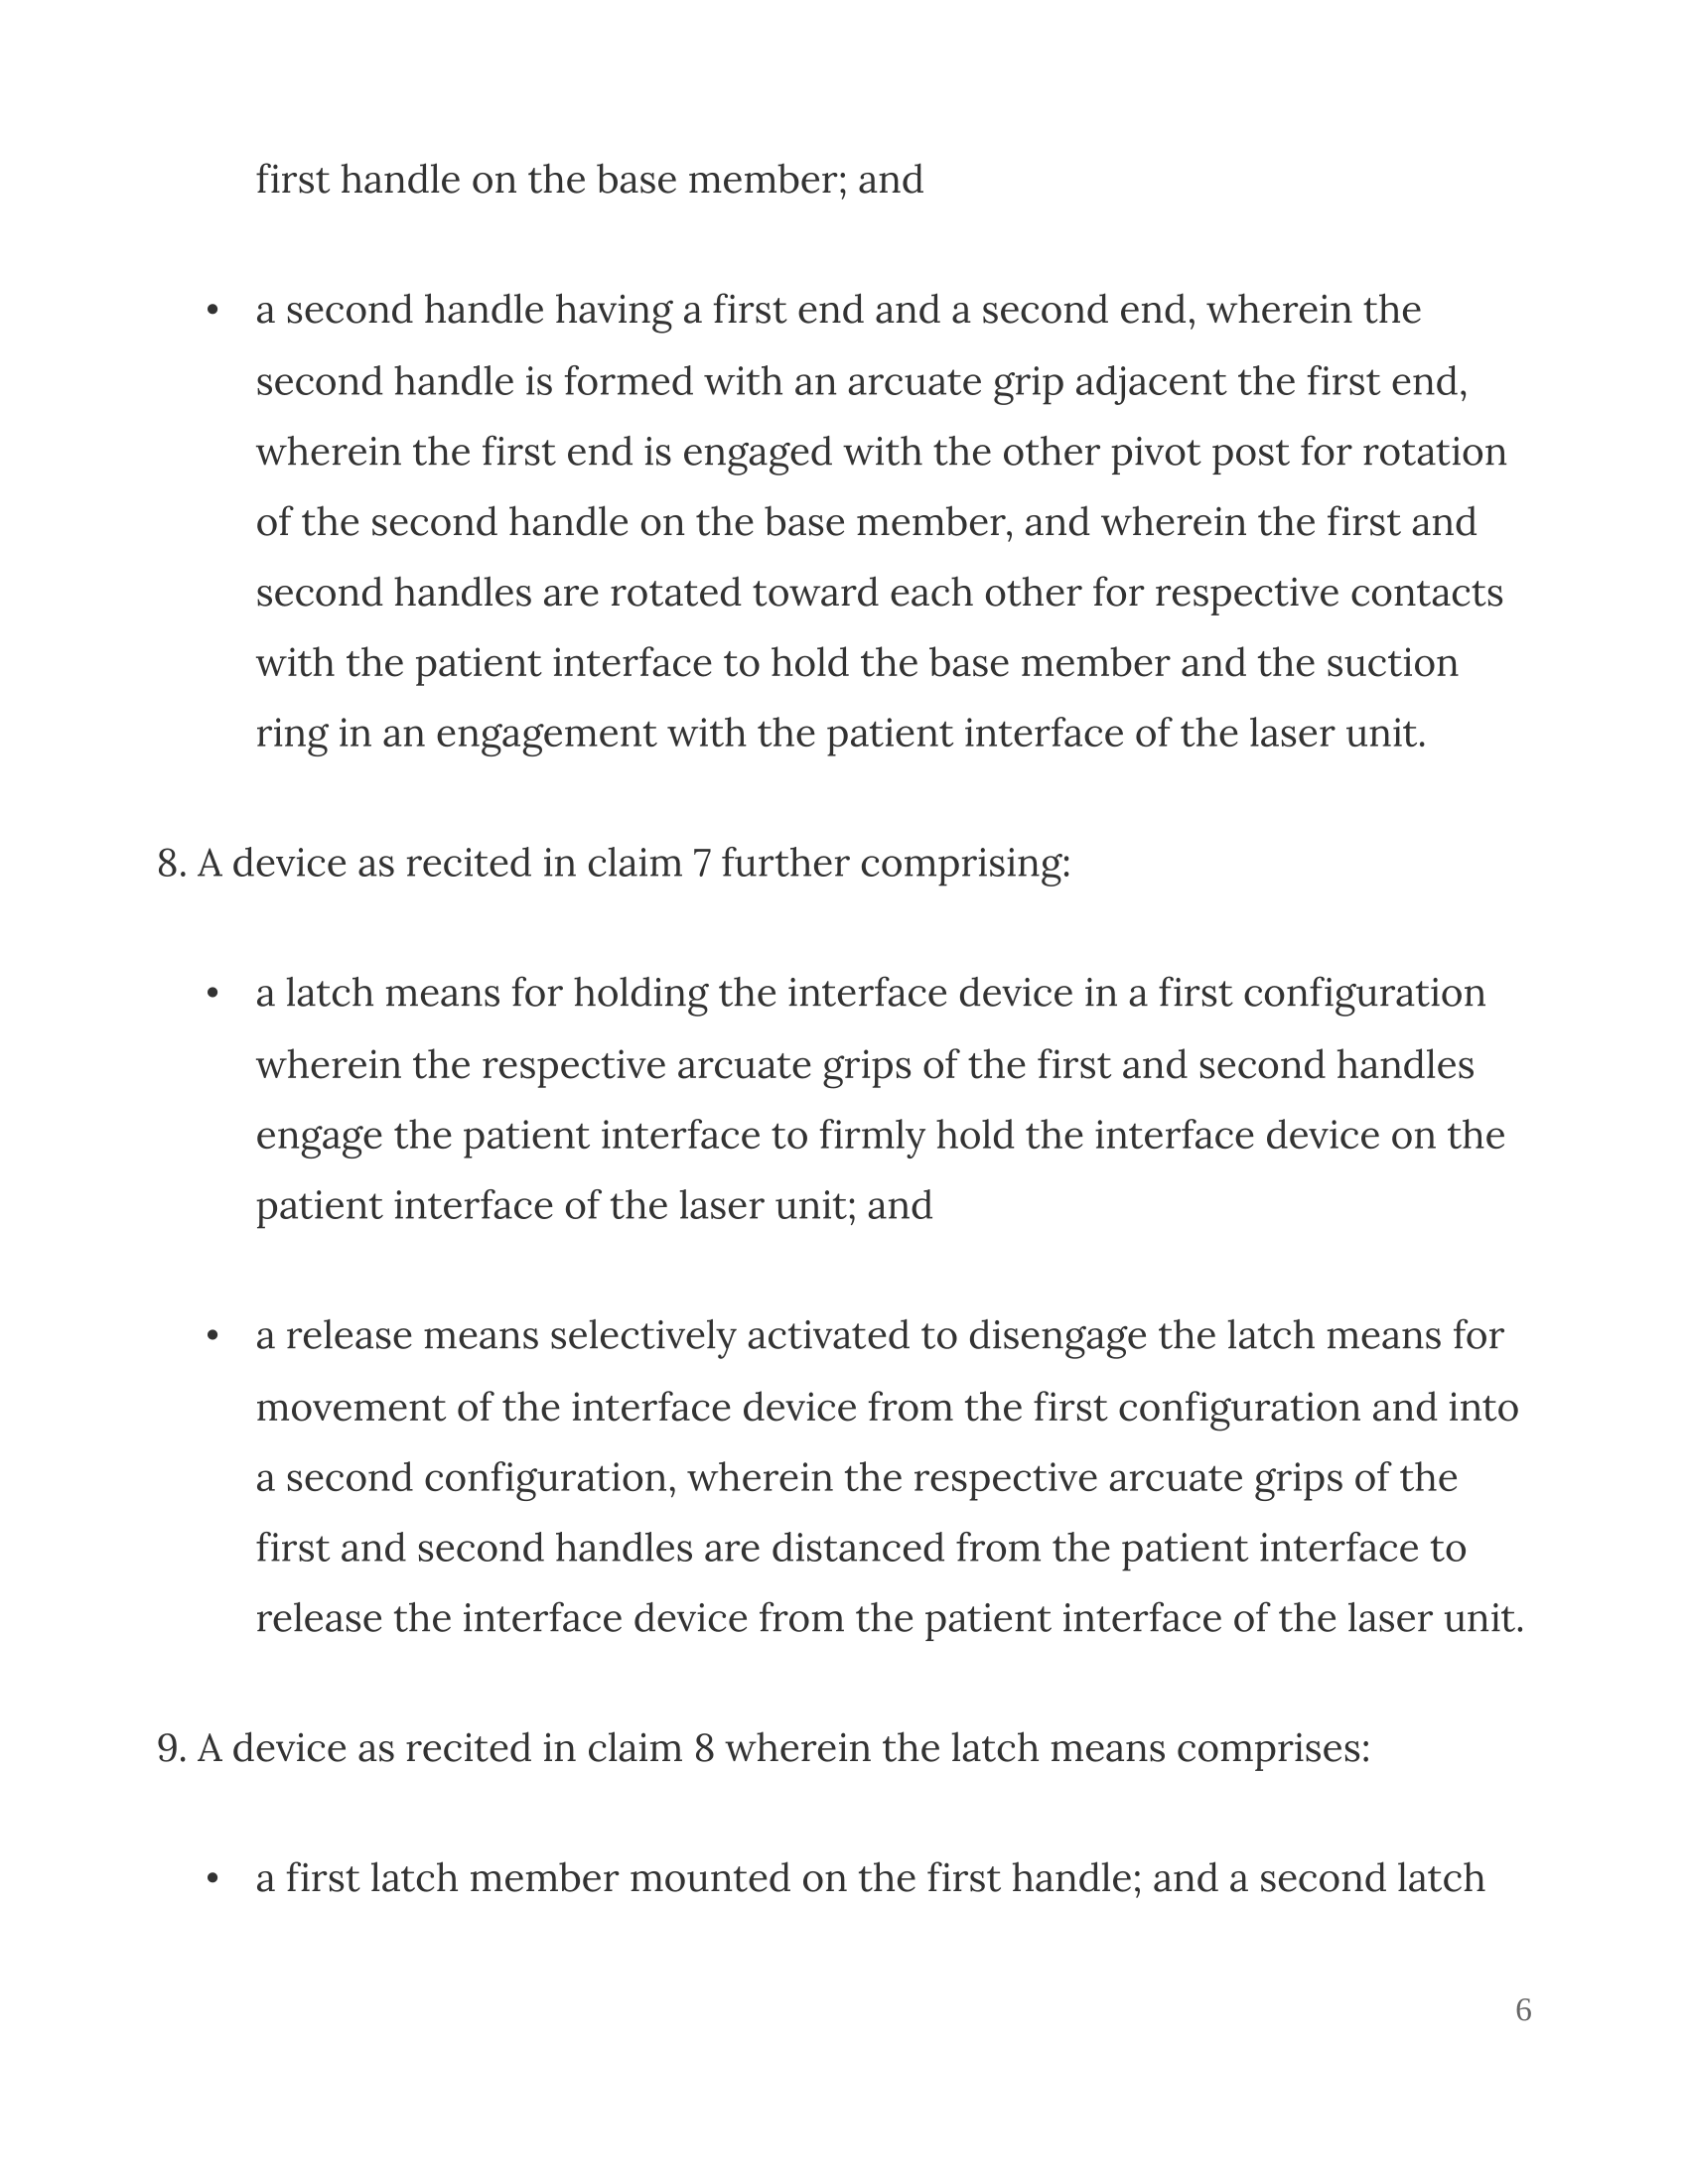 first handle on the base member; and
• a second handle having a first end and a second end, wherein the
second handle is formed with an arcuate grip adjacent the first end,
wherein the first end is engaged with the other pivot post for rotation
of the second handle on the base member, and wherein the first and
second handles are rotated toward each other for respective contacts
with the patient interface to hold the base member and the suction
ring in an engagement with the patient interface of the laser unit.
8. A device as recited in claim 7 further comprising:
• a latch means for holding the interface device in a first configuration
wherein the respective arcuate grips of the first and second handles
engage the patient interface to firmly hold the interface device on the
patient interface of the laser unit; and
• a release means selectively activated to disengage the latch means for
movement of the interface device from the first configuration and into
a second configuration, wherein the respective arcuate grips of the
first and second handles are distanced from the patient interface to
release the interface device from the patient interface of the laser unit.
9. A device as recited in claim 8 wherein the latch means comprises:
• a first latch member mounted on the first handle; and a second latch
6